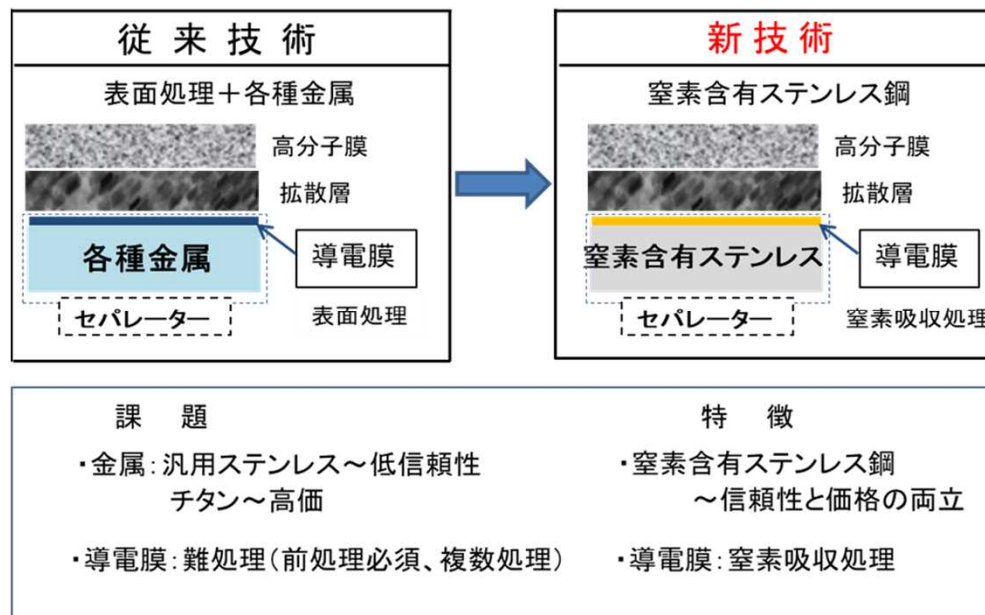 従来技術
表面処理＋各種金属
高分子膜
拡散層
各種金属
導電膜
セパレーター
表面処理
新技術
窒素含有ステンレス鋼
高分子膜
拡散層
窒素含有ステンレス
導電膜
セパレーター
窒素吸収処理
課　題
・金属：汎用ステンレス～低信頼性
チタン～高価
・導電膜：難処理（前処理必須、複数処理）
特　徴
・窒素含有ステンレス鋼
～信頼性と価格の両立
・導電膜：窒素吸収処理